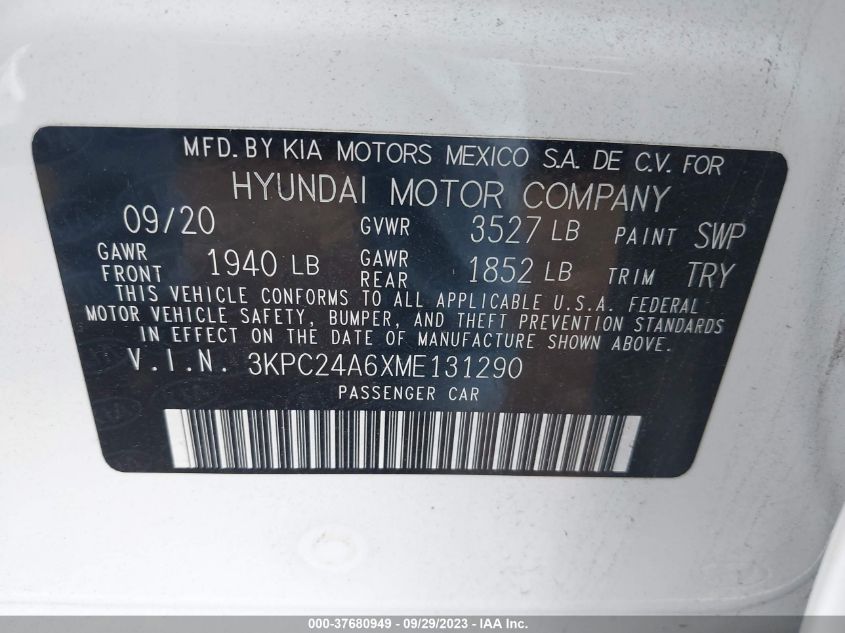 MFD. BY KIA MOTORS MEXICO S.A. DE C.V. FOR
HYUNDAI MOTOR COMPANY
09/20 GVWR 3527 LB PAINT SWP
GAWR FRONT 1940 LB GAWR REAR 1852 LB TRIM TRY
THIS VEHICLE CONFORMS TO ALL APPLICABLE U.S.A. FEDERAL
MOTOR VEHICLE SAFETY, BUMPER, AND THEFT PREVENTION STANDARDS
IN EFFECT ON THE DATE OF MANUFACTURE SHOWN ABOVE.
V.I.N. 3KPC24A6XME131290
PASSENGER CAR
000-37680949 / 09/29/2023 / copart.com